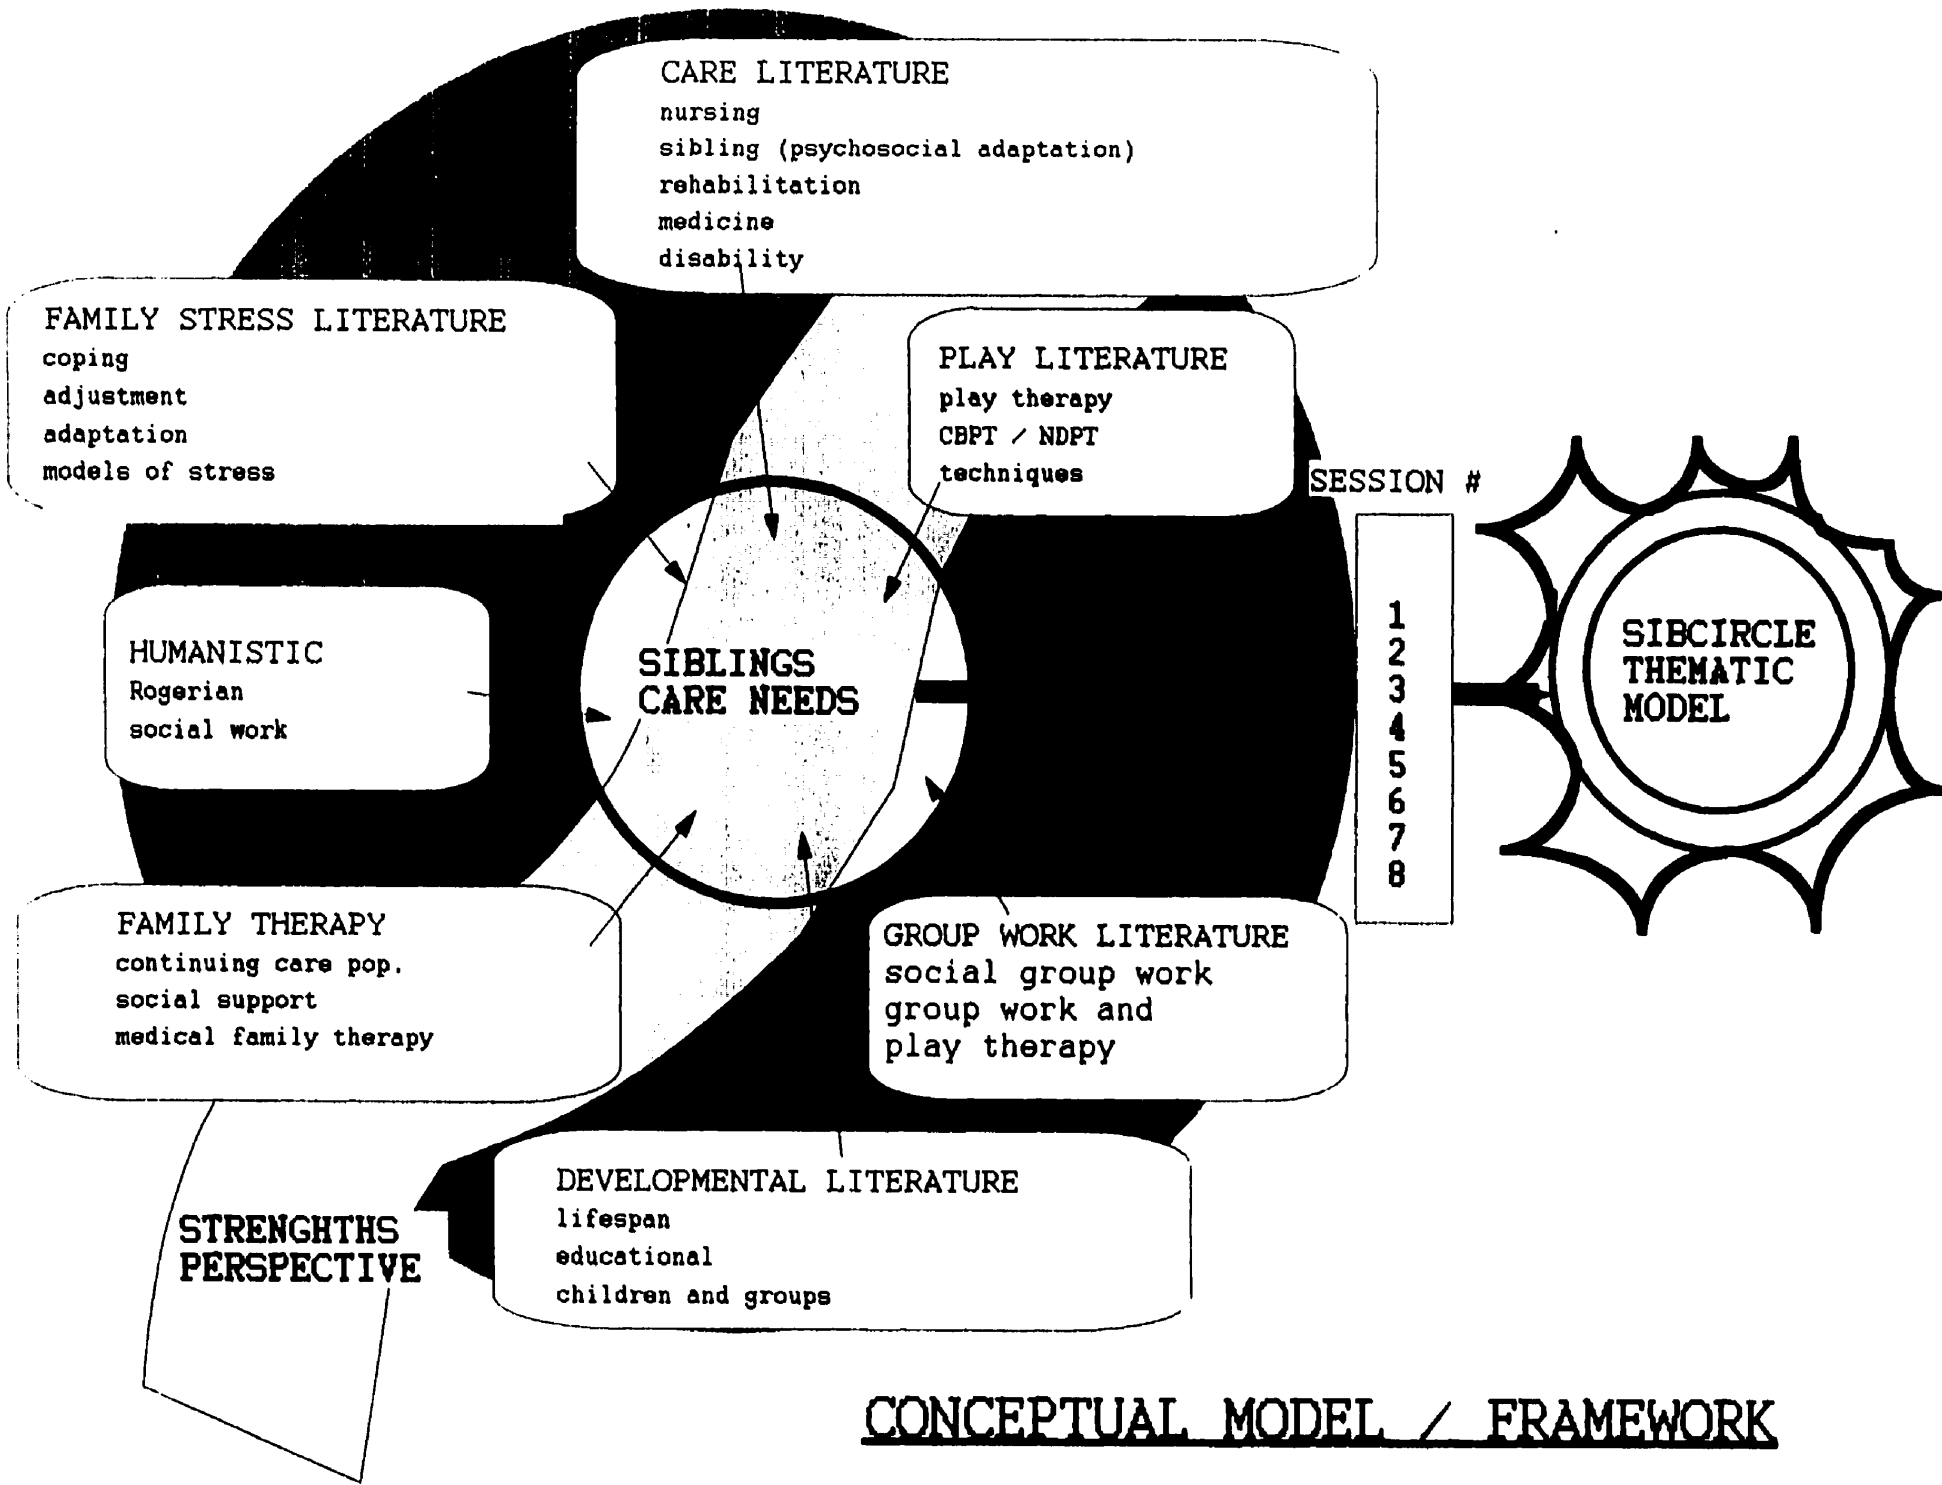 CARE LITERATURE
nursing
sibling (psychosocial adaptation)
rehabilitation
medicine
disability
FAMILY STRESS LITERATURE
coping
adjustment
adaptation
models of stress
PLAY LITERATURE
play therapy
CBPT / NDPT
techniques
HUMANISTIC
Rogerian
social work
SIBLINGS
CARE NEEDS
SESSION #
1
2
3
4
5
6
7
8
SIBCIRCLE
THEMATIC
MODEL
FAMILY THERAPY
continuing care pop.
social support
medical family therapy
GROUP WORK LITERATURE
social group work
group work and
play therapy
DEVELOPMENTAL LITERATURE
lifespan
educational
children and groups
STRENGHTHS
PERSPECTIVE
CONCEPTUAL MODEL / FRAMEWORK